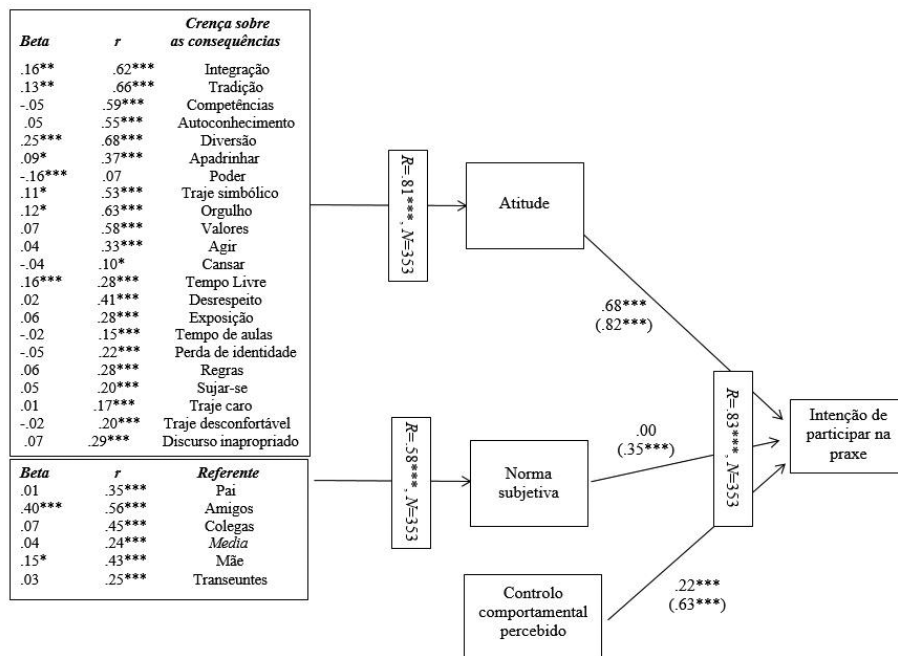 Beta r Crença sobre
as consequências
.16** .62*** Integração
.13** .66*** Tradição
-.05 .59*** Competências
.05 .55*** Autoconhecimento
.25*** .68*** Diversão
.09* .37*** Apadrinhar
-.16*** .07 Poder
.11* .53*** Traje simbólico
.12* .63*** Orgulho
.07 .58*** Valores
.04 .33*** Agir
-.04 .10* Cansar
.16*** .28*** Tempo Livre
.02 .41*** Desrespeito
.06 .28*** Exposição
-.02 .15*** Tempo de aulas
-.05 .22*** Perda de identidade
.06 .28*** Regras
.05 .20*** Sujar-se
.01 .17*** Traje caro
-.02 .20*** Traje desconfortável
.07 .29*** Discurso inapropriado
Beta r Referente
.01 .35*** Pai
.40*** .56*** Amigos
.07 .45*** Colegas
.04 .24*** Media
.15* .43*** Mãe
.03 .25*** Transeuntes
R=.81***, N=353
R=.58***, N=353
Atitude
Norma
subjetiva
Controlo
comportamental
percebido
.68***
(.82***)
.00
(.35***)
.22***
(.63***)
R=.83***, N=353
Intenção de
participar na
praxe